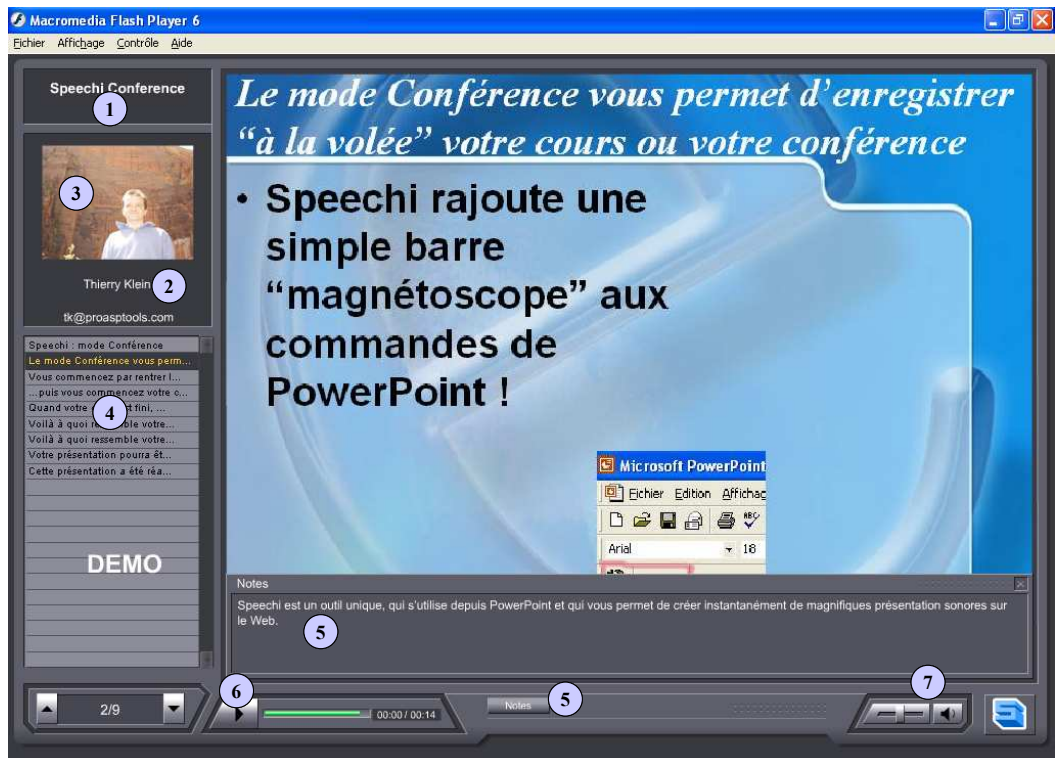 Macromedia Flash Player 6
Fichier Affichage Contrôle Aide
Speechi Conference
1
3
Thierry Klein
2
tk@proasptools.com
Speechi : mode Conférence
Le mode Conférence vous perm...
Vous commencez par rentrer l...
...puis vous commencez votre c...
Quand votre st fini, ...
4
Voilà à quoi ressemble votre...
Voilà à quoi ressemble votre...
Votre présentation pourra êt...
Cette présentation a été réa...
DEMO
2/9
Le mode Conférence vous permet d'enregistrer
“à la volée” votre cours ou votre conférence
• Speechi rajoute une
simple barre
“magnétoscope” aux
commandes de
PowerPoint !
Microsoft PowerPoint
Fichier Edition Affichag
ABC
Arial 18
Notes
Speechi est un outil unique, qui s'utilise depuis PowerPoint et qui vous permet de créer instantanément de magnifiques présentation sonores sur
le Web.
5
6
00:00 / 00:14
Notes
5
7